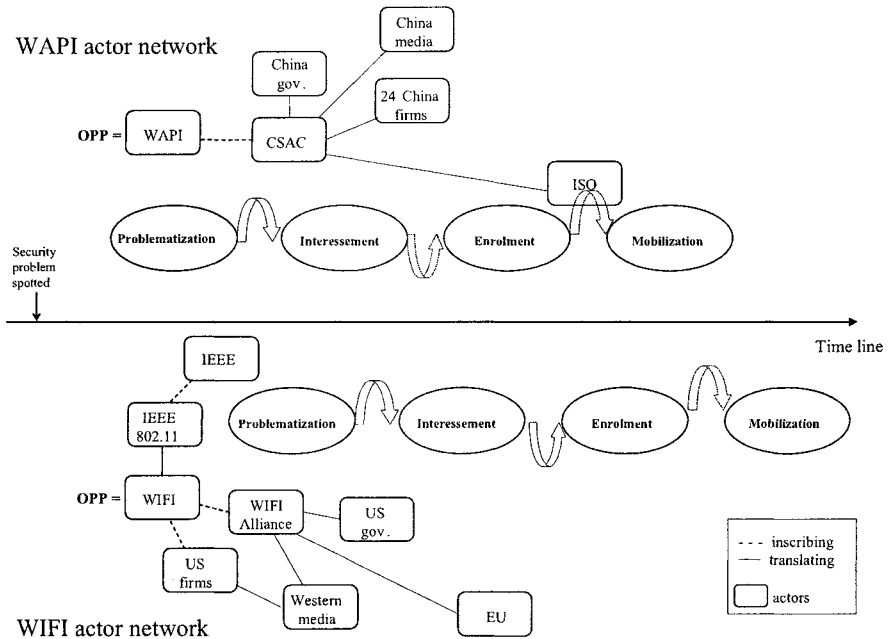 WAPI actor network
China
media
China
gov.
24 China
firms
OPP = WAPI
CSAC
ISO
Problematization
Interessement
Enrolment
Mobilization
Security
problem
spotted
Time line
IEEE
IEEE
802.11
Problematization
Interessement
Enrolment
Mobilization
OPP = WIFI
WIFI
Alliance
US
gov.
US
firms
Western
media
EU
inscribing
translating
actors
WIFI actor network